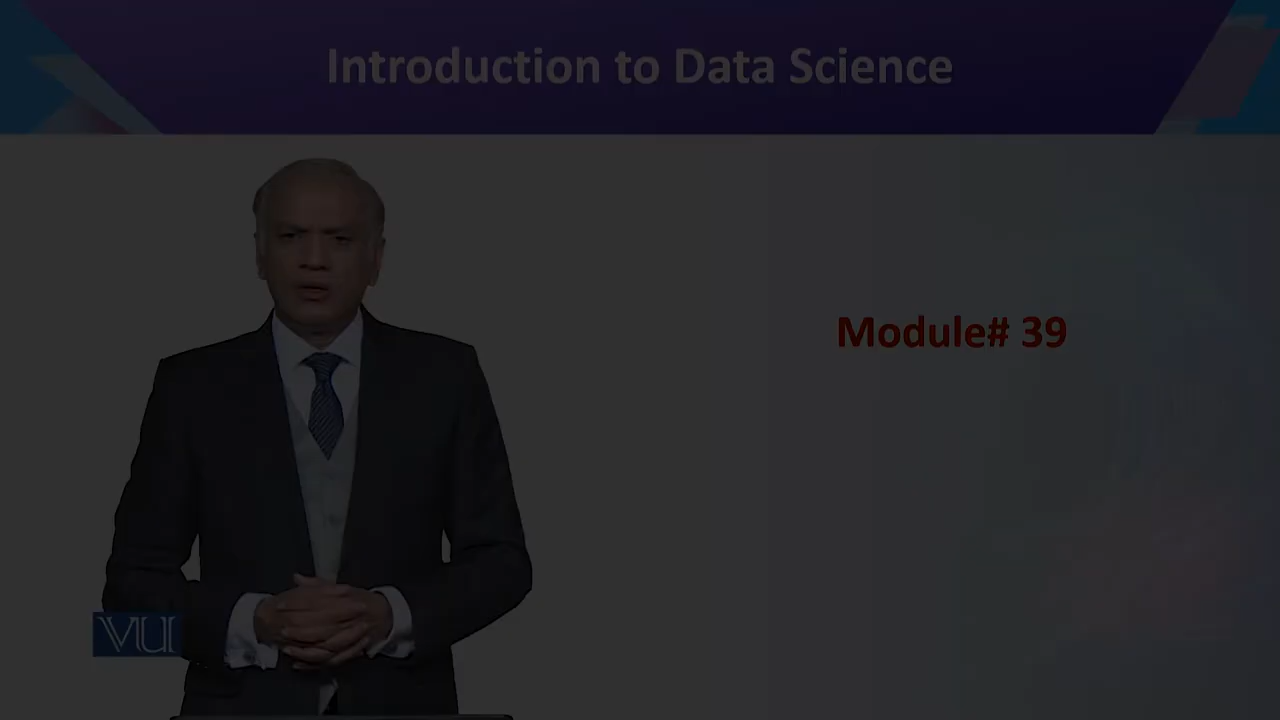 Introduction to Data Science
Module# 39
VU